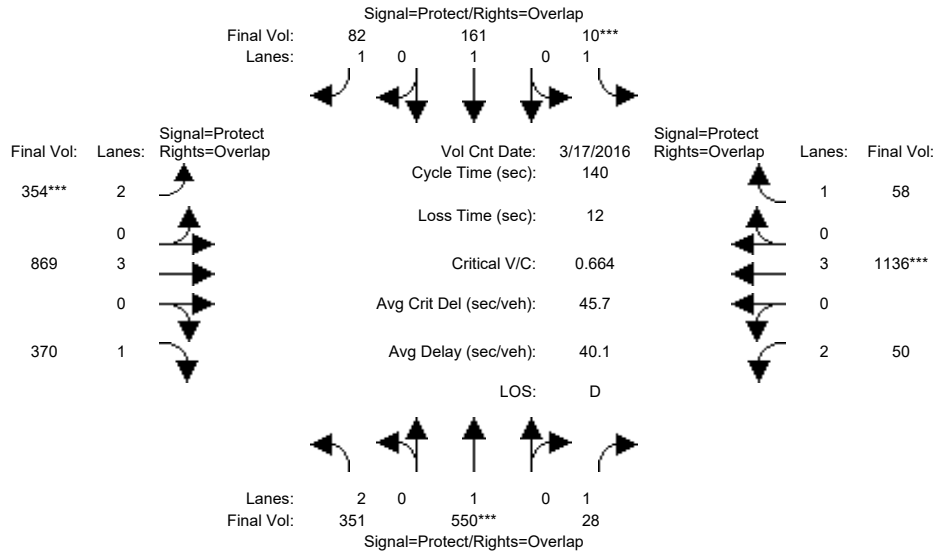 Signal=Protect/Rights=Overlap
Final Vol: 82 161 10***
Lanes: 1 0 1 0 1
Signal=Protect Signal=Protect
Final Vol: Lanes: Rights=Overlap Vol Cnt Date: 3/17/2016 Rights=Overlap Lanes: Final Vol:
Cycle Time (sec): 140
354*** 2 1 58
Loss Time (sec): 12
0 0
869 3 Critical V/C: 0.664 3 1136***
0 Avg Crit Del (sec/veh): 45.7 0
370 1 Avg Delay (sec/veh): 40.1 2 50
LOS: D
Lanes: 2 0 1 0 1
Final Vol: 351 550*** 28
Signal=Protect/Rights=Overlap